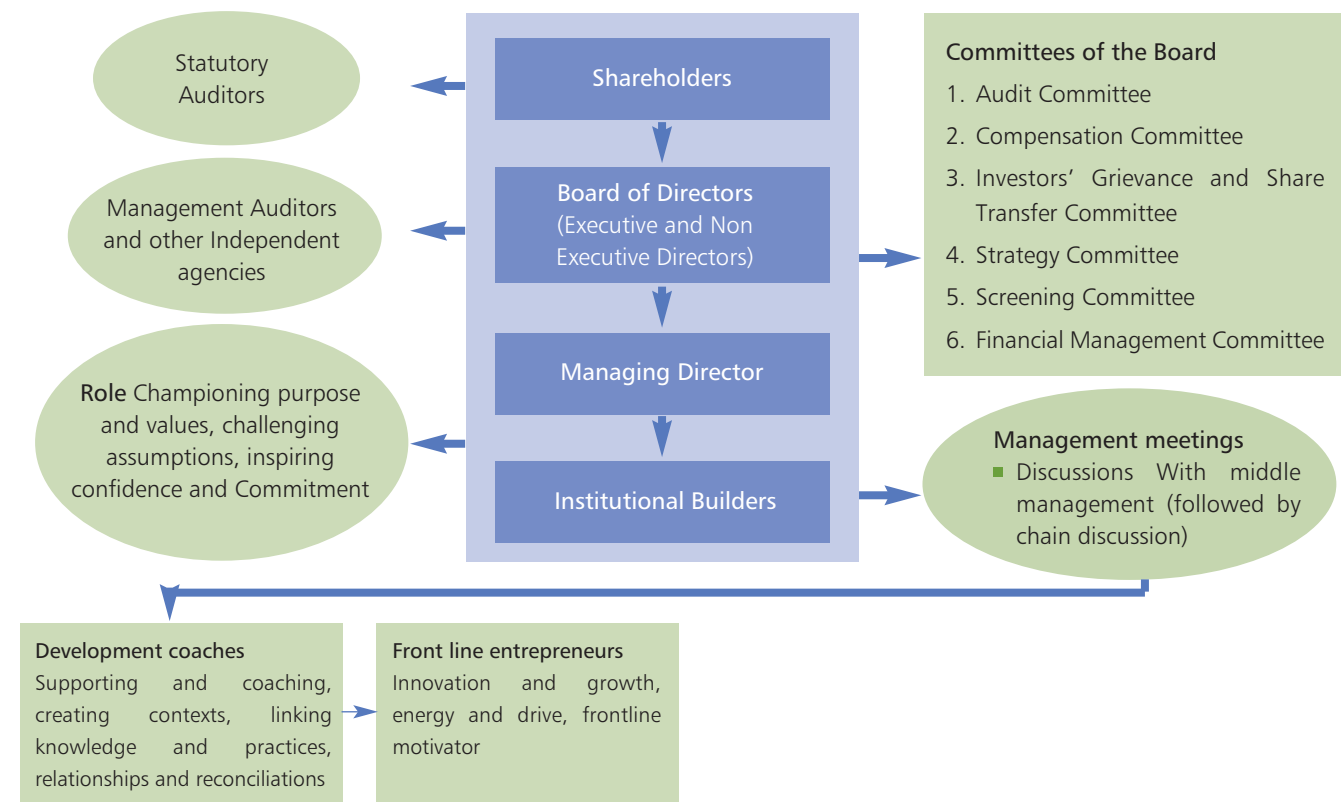 Statutory
Auditors
Shareholders
Committees of the Board
1. Audit Committee
2. Compensation Committee
3. Investors' Grievance and Share
Transfer Committee
4. Strategy Committee
5. Screening Committee
6. Financial Management Committee
Management Auditors
and other Independent
agencies
Board of Directors
(Executive and Non
Executive Directors)
Managing Director
Role Championing purpose
and values, challenging
assumptions, inspiring
confidence and Commitment
Institutional Builders
Management meetings
Discussions With middle
management (followed by
chain discussion)
Development coaches
Supporting and coaching,
creating contexts, linking
knowledge and practices,
relationships and reconciliations
Front line entrepreneurs
Innovation and growth,
energy and drive, frontline
motivator